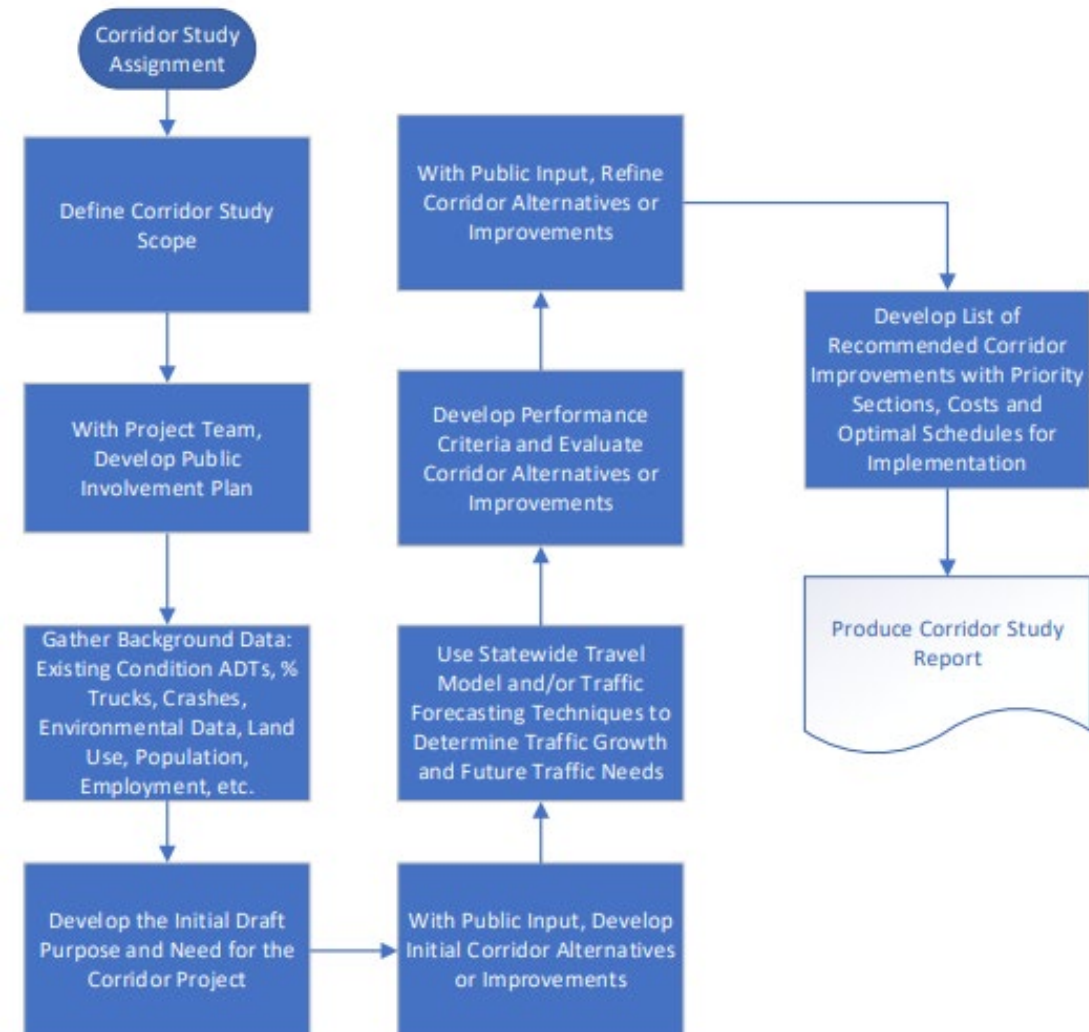 Corridor Study
Assignment
Define Corridor Study
Scope
With Project Team,
Develop Public
Involvement Plan
Gather Background Data:
Existing Condition ADTs, %
Trucks, Crashes,
Environmental Data, Land
Use, Population,
Employment, etc.
Develop the Initial Draft
Purpose and Need for the
Corridor Project
With Public Input, Develop
Initial Corridor Alternatives
or Improvements
Use Statewide Travel
Model and/or Traffic
Forecasting Techniques to
Determine Traffic Growth
and Future Traffic Needs
Develop Performance
Criteria and Evaluate
Corridor Alternatives or
Improvements
With Public Input, Refine
Corridor Alternatives or
Improvements
Develop List of
Recommended Corridor
Improvements with Priority
Sections, Costs and
Optimal Schedules for
Implementation
Produce Corridor Study
Report